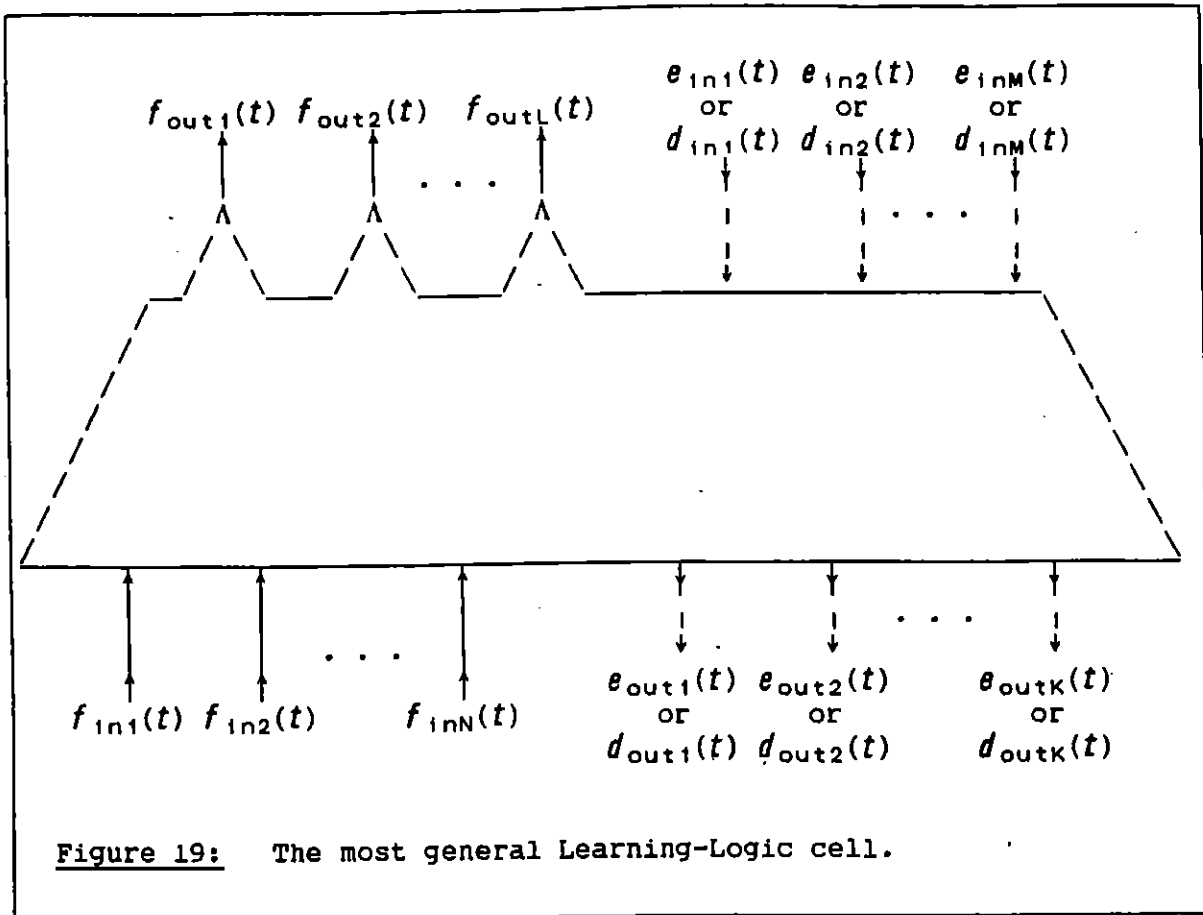 e_in1(t) e_in2(t) e_inM(t)
or or or
f_out1(t) f_out2(t) f_outL(t) d_in1(t) d_in2(t) d_inM(t)
. . .
. . .
. . .
. . .
e_out1(t) e_out2(t) e_outK(t)
f_in1(t) f_in2(t) f_inN(t) or or or
d_out1(t) d_out2(t) d_outK(t)
Figure 19: The most general Learning-Logic cell.